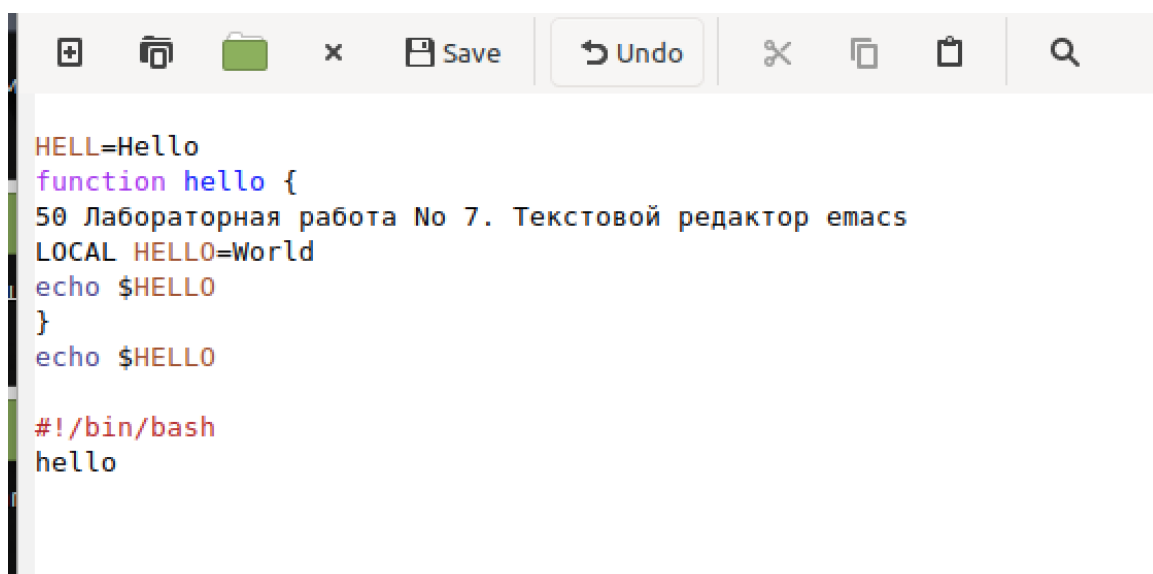 Save Undo
HELL=Hello
function hello {
50 Лабораторная работа No 7. Текстовой редактор emacs
LOCAL HELLO=World
echo $HELLO
}
echo $HELLO
#!/bin/bash
hello